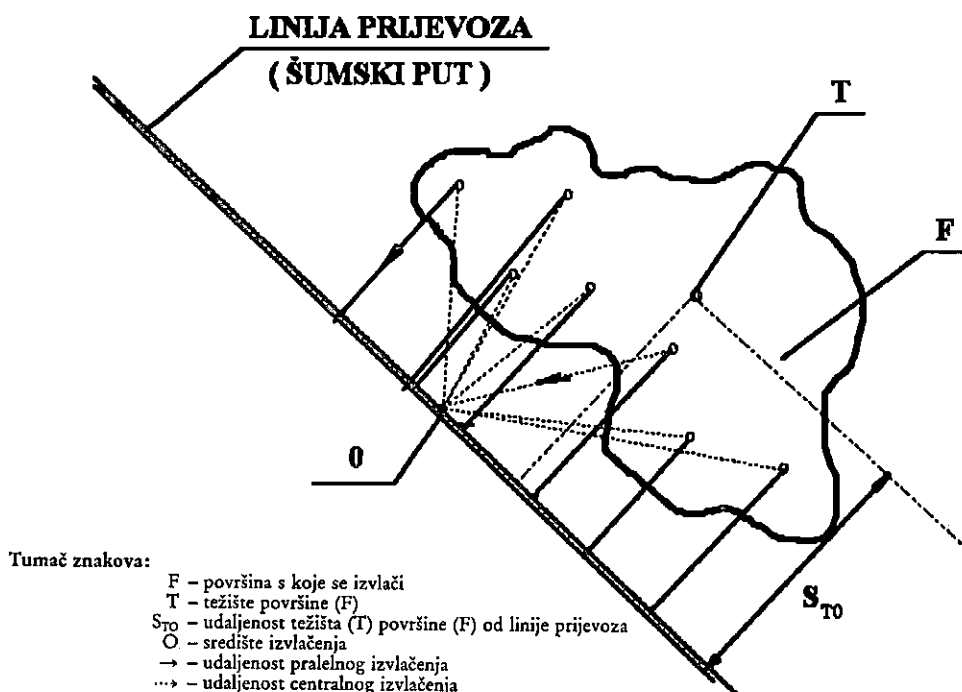 LINIJA PRIJEVOZA
( ŠUMSKI PUT )
T
F
0
S_TO
Tumač znakova:
F – površina s koje se izvlači
T – težište površine (F)
S_TO – udaljenost težišta (T) površine (F) od linije prijevoza
O – središte izvlačenja
→ – udaljenost pralelnog izvlačenja
····→ – udaljenost centralnog izvlačenja